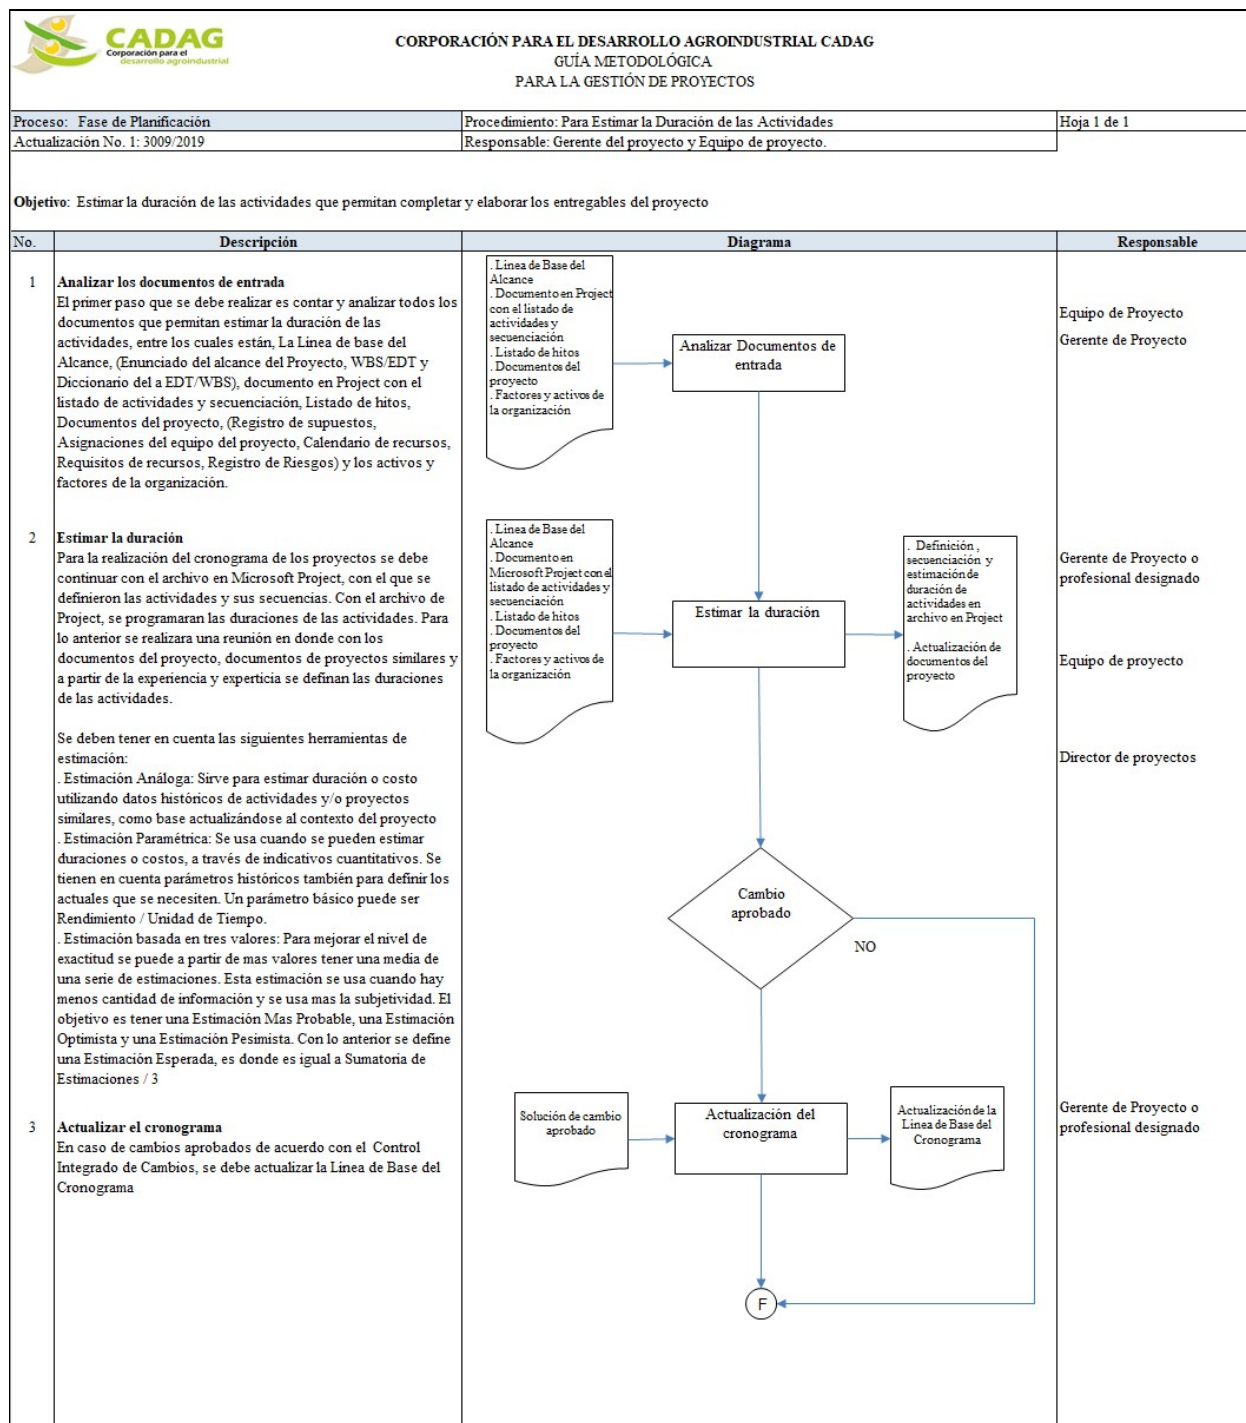 CADAG
Corporación para el
desarrollo agroindustrial
CORPORACIÓN PARA EL DESARROLLO AGROINDUSTRIAL CADAG
GUÍA METODOLÓGICA
PARA LA GESTIÓN DE PROYECTOS
Proceso: Fase de Planificación
Procedimiento: Para Estimar la Duración de las Actividades
Hoja 1 de 1
Actualización No. 1: 3009/2019
Responsable: Gerente del proyecto y Equipo de proyecto.
Objetivo: Estimar la duración de las actividades que permitan completar y elaborar los entregables del proyecto
No.
Descripción
Diagrama
Responsable
1
Analizar los documentos de entrada
El primer paso que se debe realizar es contar y analizar todos los
documentos que permitan estimar la duración de las
actividades, entre los cuales están, La Línea de base del
Alcance, (Enunciado del alcance del Proyecto, WBS/EDT y
Diccionario del a EDT/WBS), documento en Project con el
listado de actividades y secuenciación, Listado de hitos,
Documentos del proyecto, (Registro de supuestos,
Asignaciones del equipo del proyecto, Calendario de recursos,
Requisitos de recursos, Registro de Riesgos) y los activos y
factores de la organización.
. Linea de Base del
Alcance
. Documento en Project
con el listado de
actividades y
secuenciación
. Listado de hitos
. Documentos del
proyecto
. Factores y activos de
la organización
Analizar Documentos de
entrada
Equipo de Proyecto
Gerente de Proyecto
2
Estimar la duración
Para la realización del cronograma de los proyectos se debe
continuar con el archivo en Microsoft Project, con el que se
definieron las actividades y sus secuencias. Con el archivo de
Project, se programaran las duraciones de las actividades. Para
lo anterior se realizara una reunión en donde con los
documentos del proyecto, documentos de proyectos similares y
a partir de la experiencia y experticia se definan las duraciones
de las actividades.
Se deben tener en cuenta las siguientes herramientas de
estimación:
. Estimación Análoga: Sirve para estimar duración o costo
utilizando datos históricos de actividades y/o proyectos
similares, como base actualizándose al contexto del proyecto
. Estimación Paramétrica: Se usa cuando se pueden estimar
duraciones o costos, a través de indicativos cuantitativos. Se
tienen en cuenta parámetros históricos también para definir los
actuales que se necesiten. Un parámetro básico puede ser
Rendimiento / Unidad de Tiempo.
. Estimación basada en tres valores: Para mejorar el nivel de
exactitud se puede a partir de mas valores tener una media de
una serie de estimaciones. Esta estimación se usa cuando hay
menos cantidad de información y se usa mas la subjetividad. El
objetivo es tener una Estimación Mas Probable, una Estimación
Optimista y una Estimación Pesimista. Con lo anterior se define
una Estimación Esperada, es donde es igual a Sumatoria de
Estimaciones / 3
. Linea de Base del
Alcance
. Documento en
Microsoft Project con el
listado de actividades y
secuenciación
. Listado de hitos
. Documentos del
proyecto
. Factores y activos de
la organización
Estimar la duración
. Definición ,
secuenciación y
estimación de
duración de
actividades en
archivo en Project
. Actualización de
documentos del
proyecto
Gerente de Proyecto o
profesional designado
Equipo de proyecto
Director de proyectos
Cambio
aprobado
NO
3
Actualizar el cronograma
En caso de cambios aprobados de acuerdo con el Control
Integrado de Cambios, se debe actualizar la Línea de Base del
Cronograma
Solución de cambio
aprobado
Actualización del
cronograma
Actualización de la
Linea de Base del
Cronograma
Gerente de Proyecto o
profesional designado
F